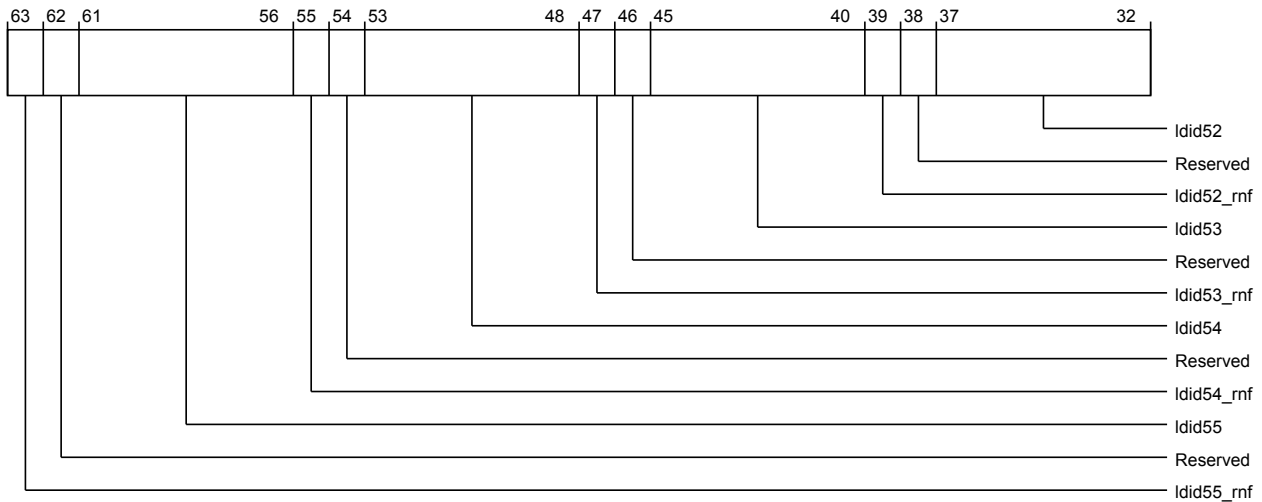 63 62 61 56 55 54 53 48 47 46 45 40 39 38 37 32
ldid52
Reserved
ldid52_rnf
ldid53
Reserved
ldid53_rnf
ldid54
Reserved
ldid54_rnf
ldid55
Reserved
ldid55_rnf